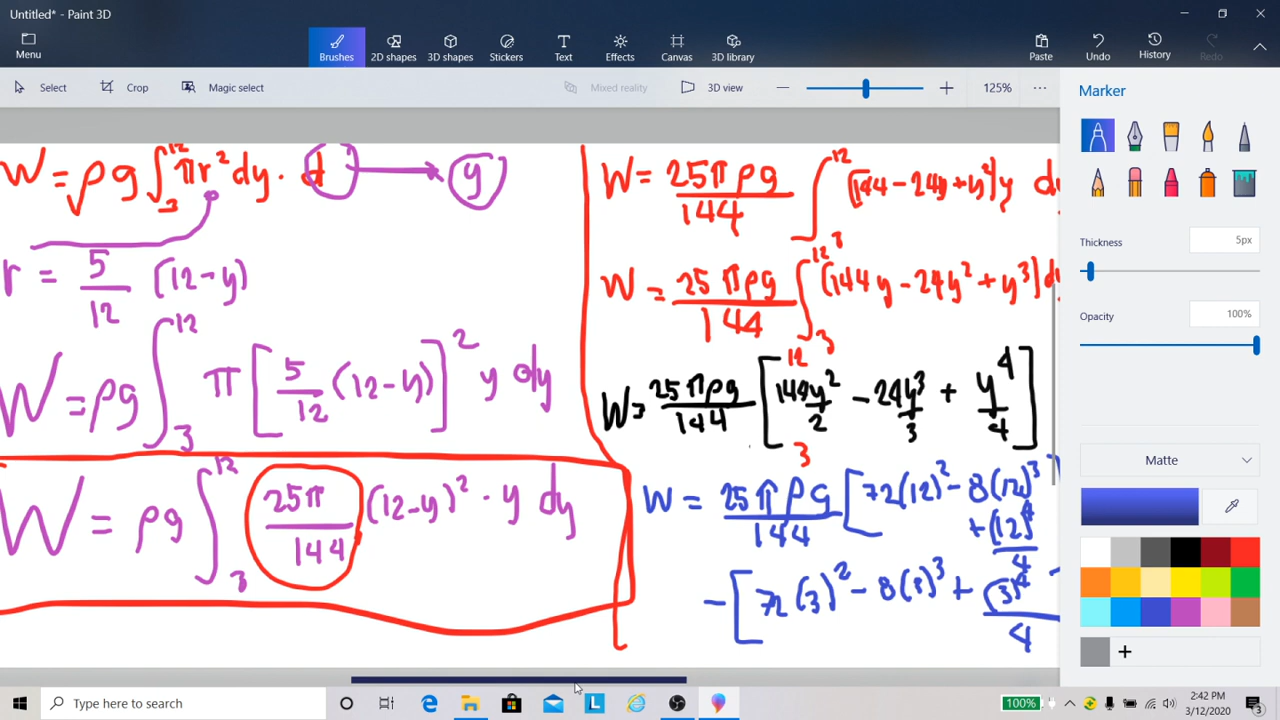 Untitled* - Paint 3D
Menu
Brushes
2D shapes
3D shapes
Stickers
Text
Effects
Canvas
3D library
Paste
Undo
History
Redo
Select
Crop
Magic select
Mixed reality
3D view
125%
Marker
Thickness
5px
Opacity
100%
Matte
W = ρg ∫₃¹² πr² dy · d → y
r = 5/12 (12-y)
W = ρg ∫₃¹² π [5/12 (12-y)]² y dy
W = ρg ∫₃¹² 25π/144 (12-y)² · y dy
W = 25πρg/144 ∫₃¹² (144 - 24y + y²)y dy
W = 25πρg/144 ∫₃¹² (144y - 24y² + y³) dy
W = 25πρg/144 [144y²/2 - 24y³/3 + y⁴/4]₃¹²
W = 25πρg/144 [72(12)² - 8(12)³
+ (12)⁴/4
- [72(3)² - 8(3)³ + (3)⁴/4
Type here to search
100%
2:42 PM
3/12/2020
3